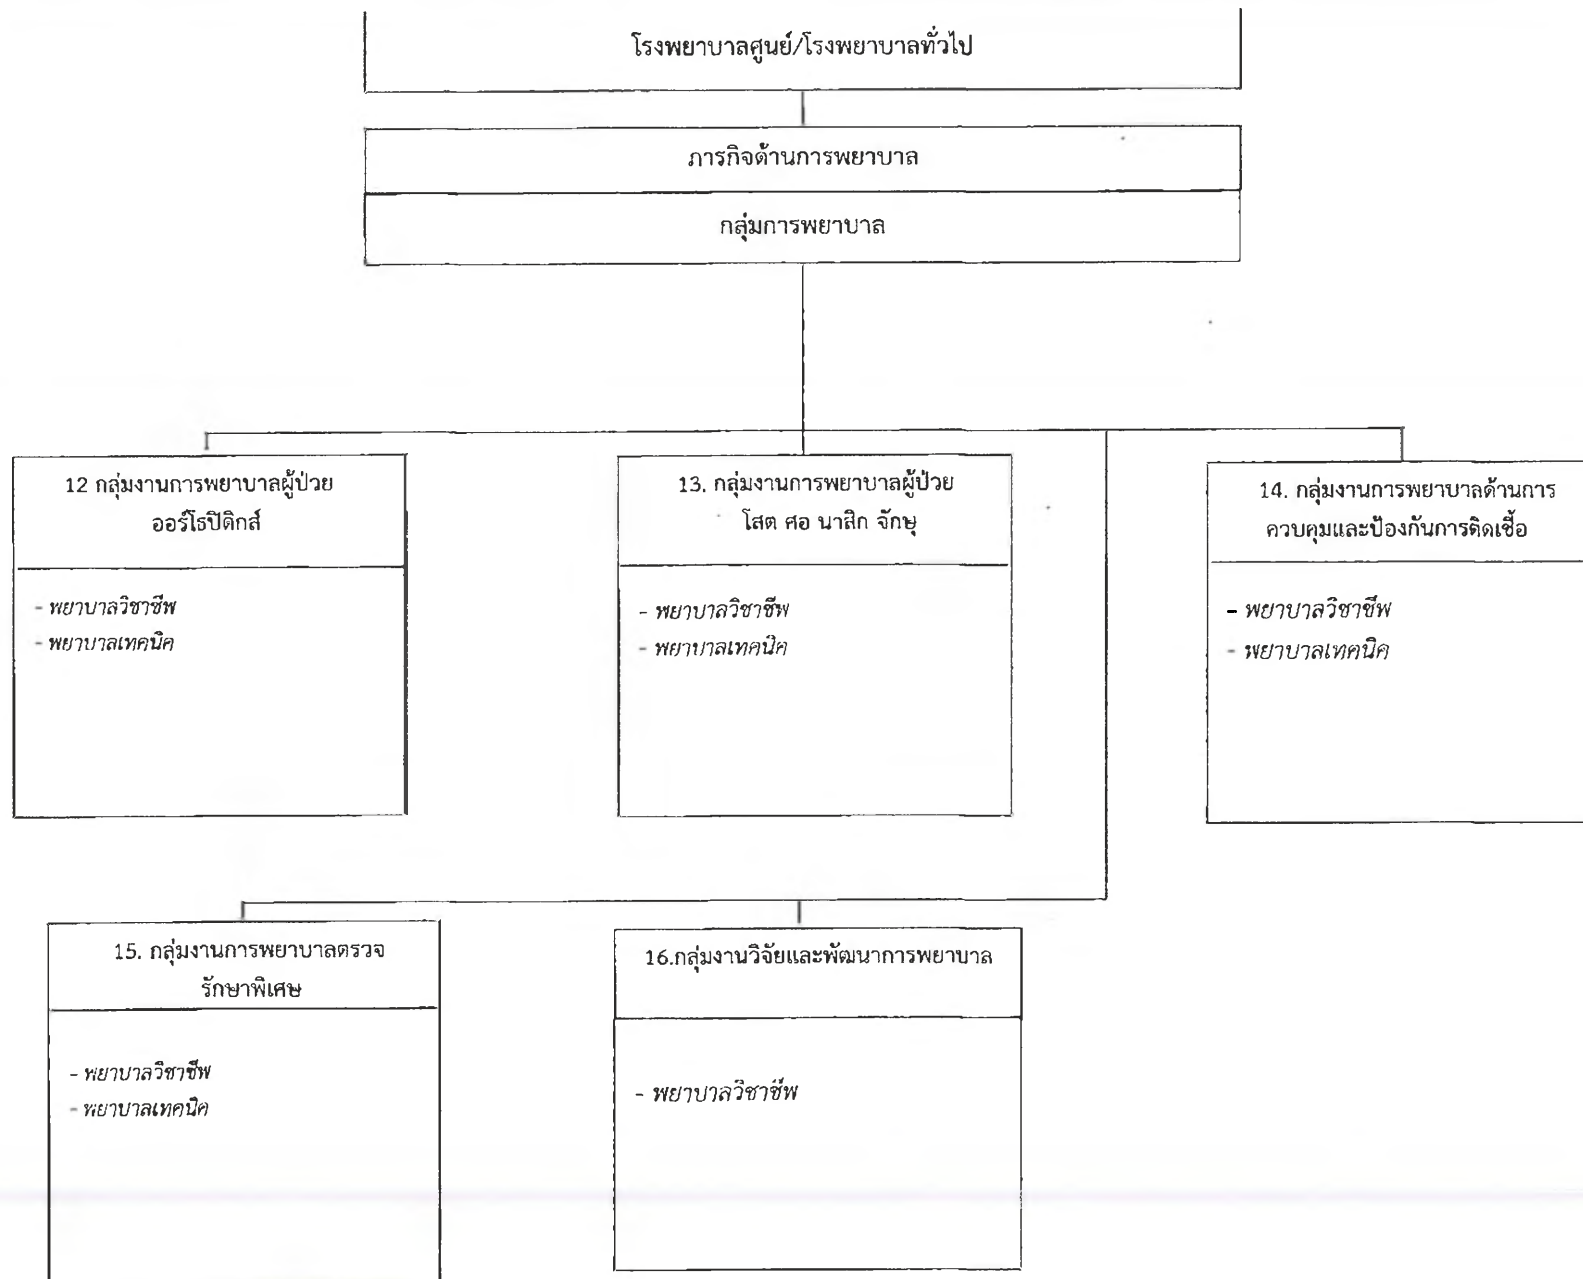 โรงพยาบาลศูนย์/โรงพยาบาลทั่วไป
ภารกิจด้านการพยาบาล
กลุ่มการพยาบาล
12 กลุ่มงานการพยาบาลผู้ป่วย
ออร์โธปิดิกส์
- พยาบาลวิชาชีพ
- พยาบาลเทคนิค
13. กลุ่มงานการพยาบาลผู้ป่วย
โสต ศอ นาสิก จักษุ
- พยาบาลวิชาชีพ
- พยาบาลเทคนิค
14. กลุ่มงานการพยาบาลด้านการ
ควบคุมและป้องกันการติดเชื้อ
- พยาบาลวิชาชีพ
- พยาบาลเทคนิค
15. กลุ่มงานการพยาบาลตรวจ
รักษาพิเศษ
- พยาบาลวิชาชีพ
- พยาบาลเทคนิค
16.กลุ่มงานวิจัยและพัฒนาการพยาบาล
- พยาบาลวิชาชีพ